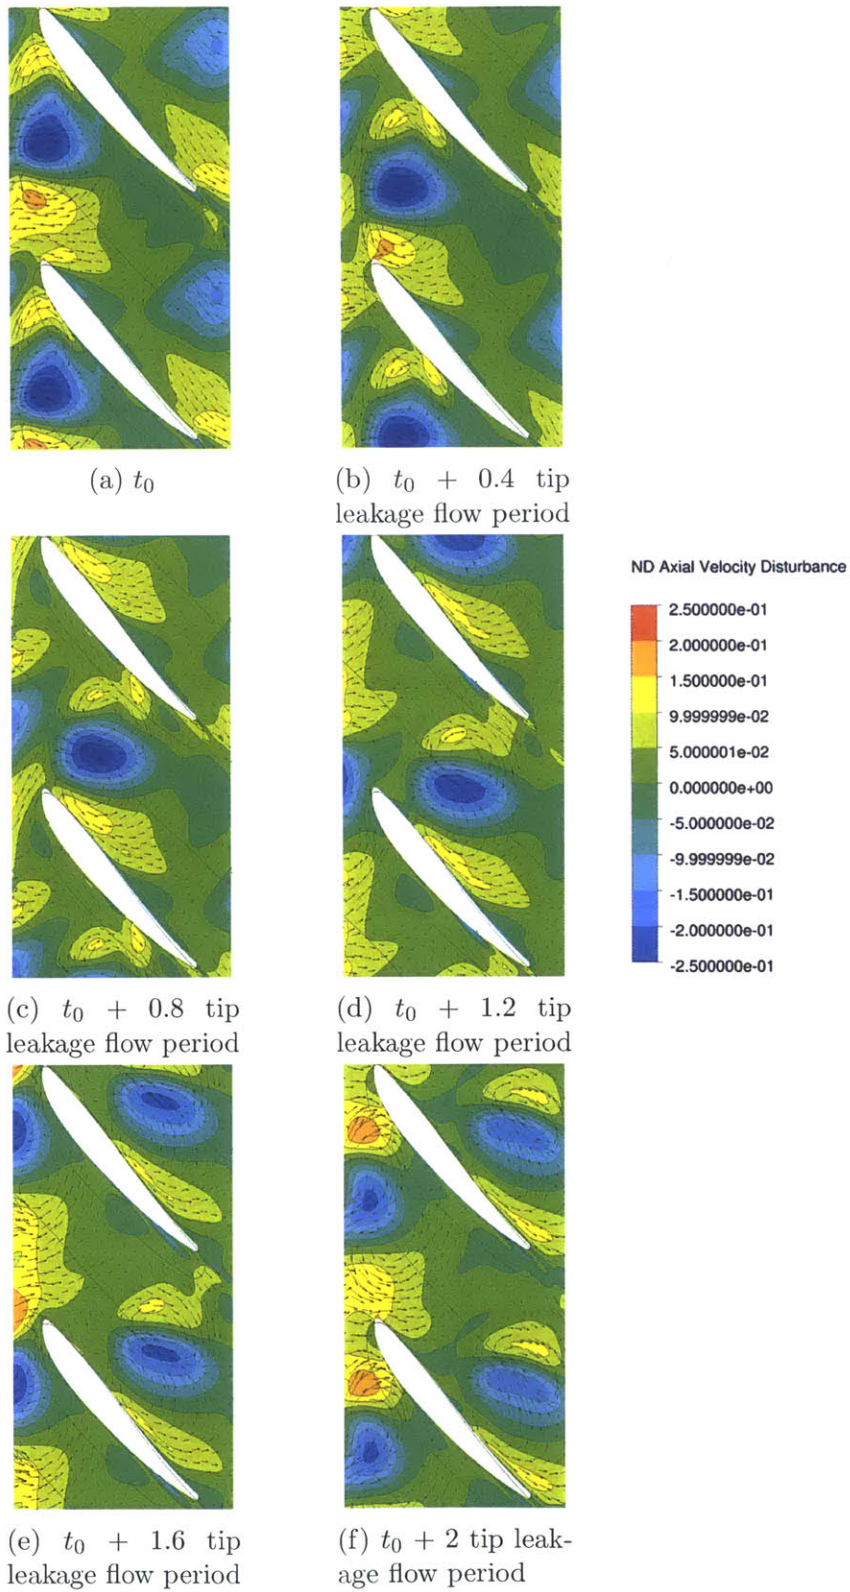 (a) t₀
(b) t₀ + 0.4 tip
leakage flow period
ND Axial Velocity Disturbance
2.500000e-01
2.000000e-01
1.500000e-01
9.999999e-02
5.000001e-02
0.000000e+00
-5.000000e-02
-9.999999e-02
-1.500000e-01
-2.000000e-01
-2.500000e-01
(c) t₀ + 0.8 tip
leakage flow period
(d) t₀ + 1.2 tip
leakage flow period
(e) t₀ + 1.6 tip
leakage flow period
(f) t₀ + 2 tip leak-
age flow period